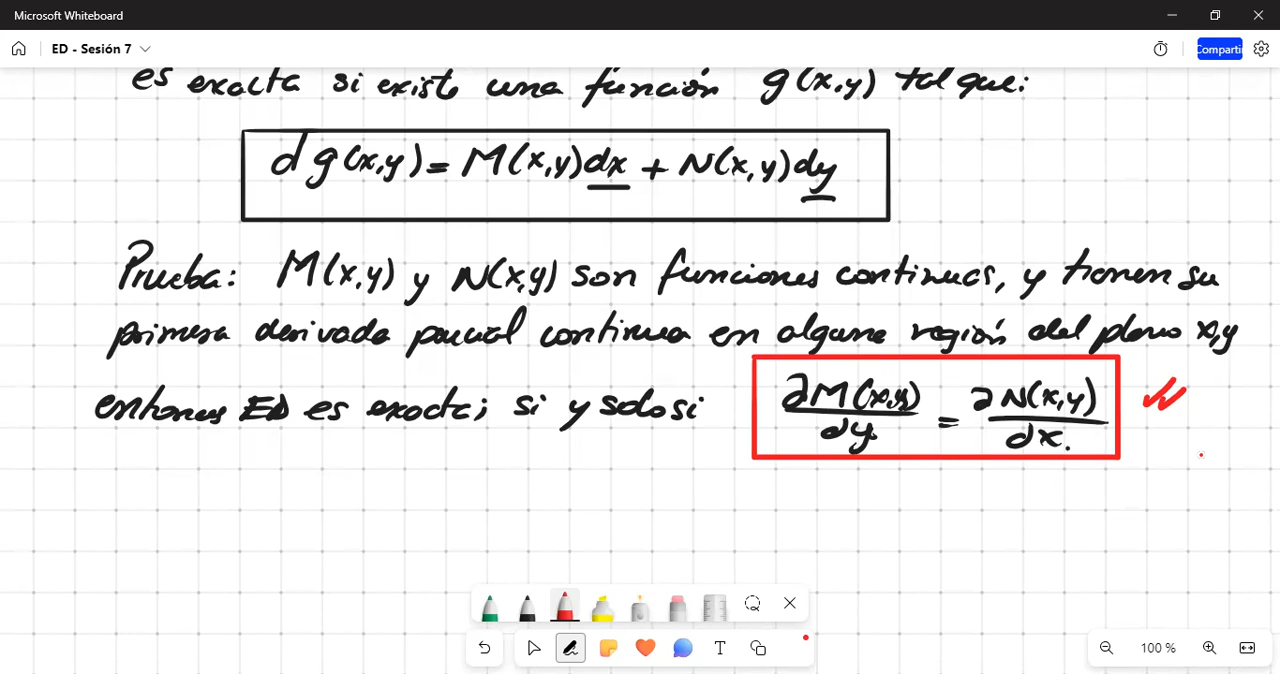 Microsoft Whiteboard
ED - Sesión 7
Compartir
es exacta si existe una función g(x,y) tal que:
dg(x,y) = M(x,y)dx + N(x,y)dy
Prueba: M(x,y) y N(x,y) son funciones continuas, y tienen su
primera derivada parcial continua en alguna región del plano x,y
entonces ED es exacta; si y solo si ∂M(x,y)/dy = ∂N(x,y)/dx.
T
100 %